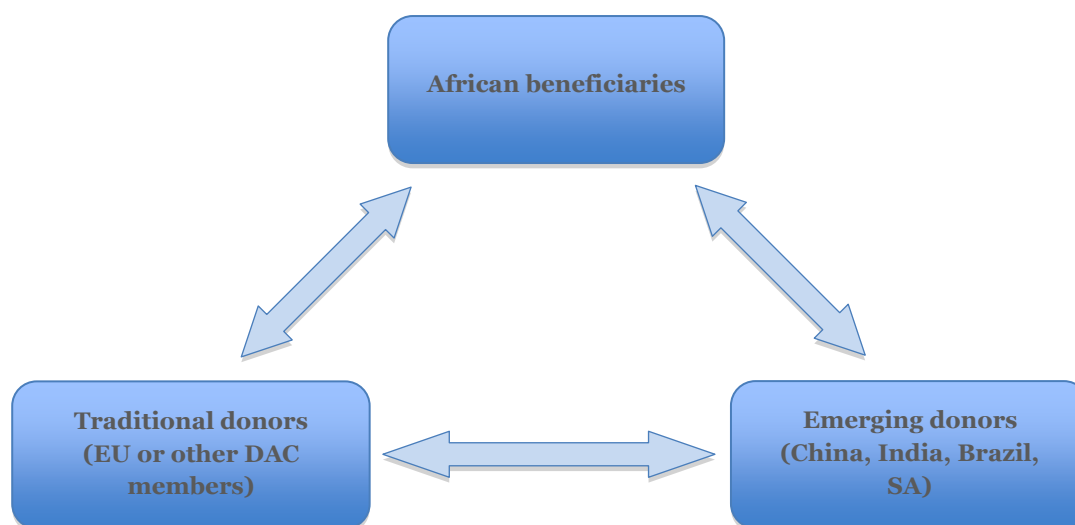 African beneficiaries
Traditional donors
(EU or other DAC
members)
Emerging donors
(China, India, Brazil,
SA)